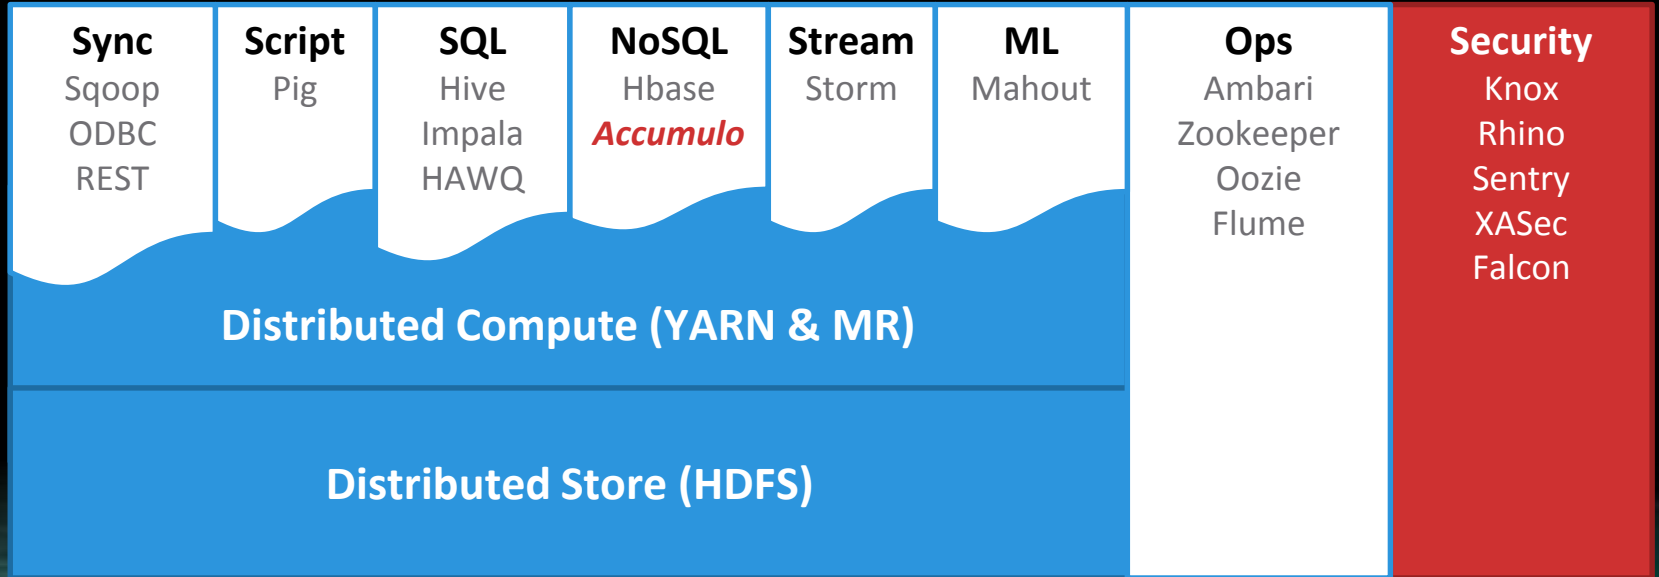 Sync
Sqoop
ODBC
REST
Script
Pig
SQL
Hive
Impala
HAWQ
NoSQL
Hbase
Accumulo
Stream
Storm
ML
Mahout
Ops
Ambari
Zookeeper
Oozie
Flume
Security
Knox
Rhino
Sentry
XASec
Falcon
Distributed Compute (YARN & MR)
Distributed Store (HDFS)